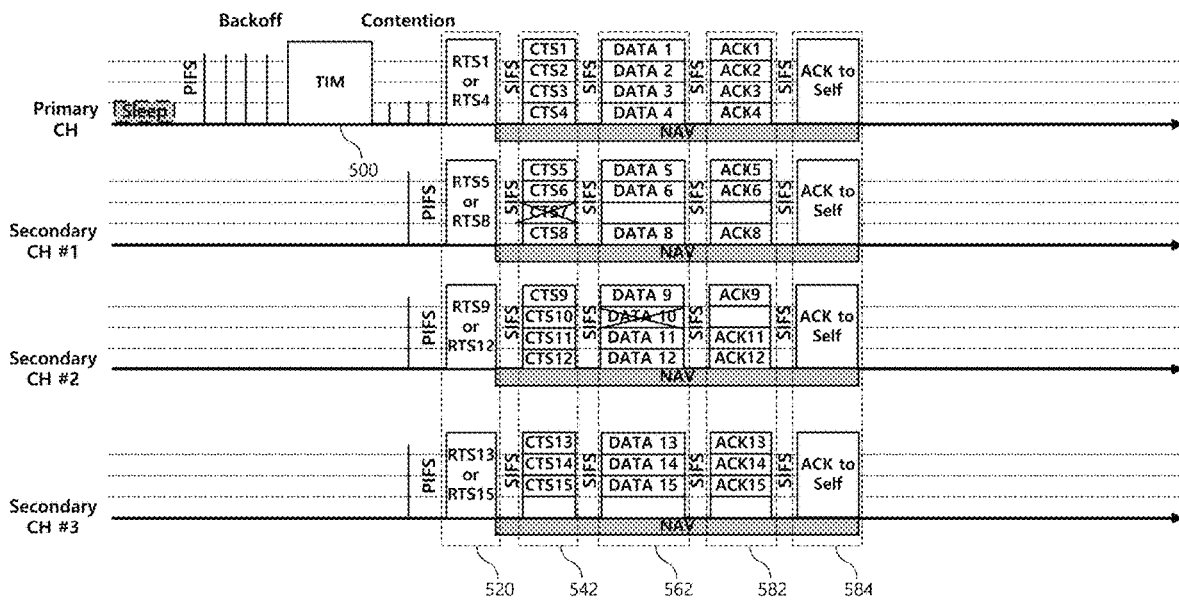 Backoff
Contention
Primary
CH
Sleep
PIFS
TIM
500
RTS1
or
RTS4
SIFS
CTS1
CTS2
CTS3
CTS4
SIFS
DATA 1
DATA 2
DATA 3
DATA 4
SIFS
ACK1
ACK2
ACK3
ACK4
SIFS
ACK to
Self
NAV
Secondary
CH #1
PIFS
RTS5
or
RTS8
SIFS
CTS5
CTS6
CTS7
CTS8
SIFS
DATA 5
DATA 6
DATA 8
SIFS
ACK5
ACK6
ACK8
SIFS
ACK to
Self
NAV
Secondary
CH #2
PIFS
RTS9
or
RTS12
SIFS
CTS9
CTS10
CTS11
CTS12
SIFS
DATA 9
DATA 10
DATA 11
DATA 12
SIFS
ACK9
ACK11
ACK12
SIFS
ACK to
Self
NAV
Secondary
CH #3
PIFS
RTS13
or
RTS15
SIFS
CTS13
CTS14
CTS15
SIFS
DATA 13
DATA 14
DATA 15
SIFS
ACK13
ACK14
ACK15
SIFS
ACK to
Self
NAV
520
542
562
582
584